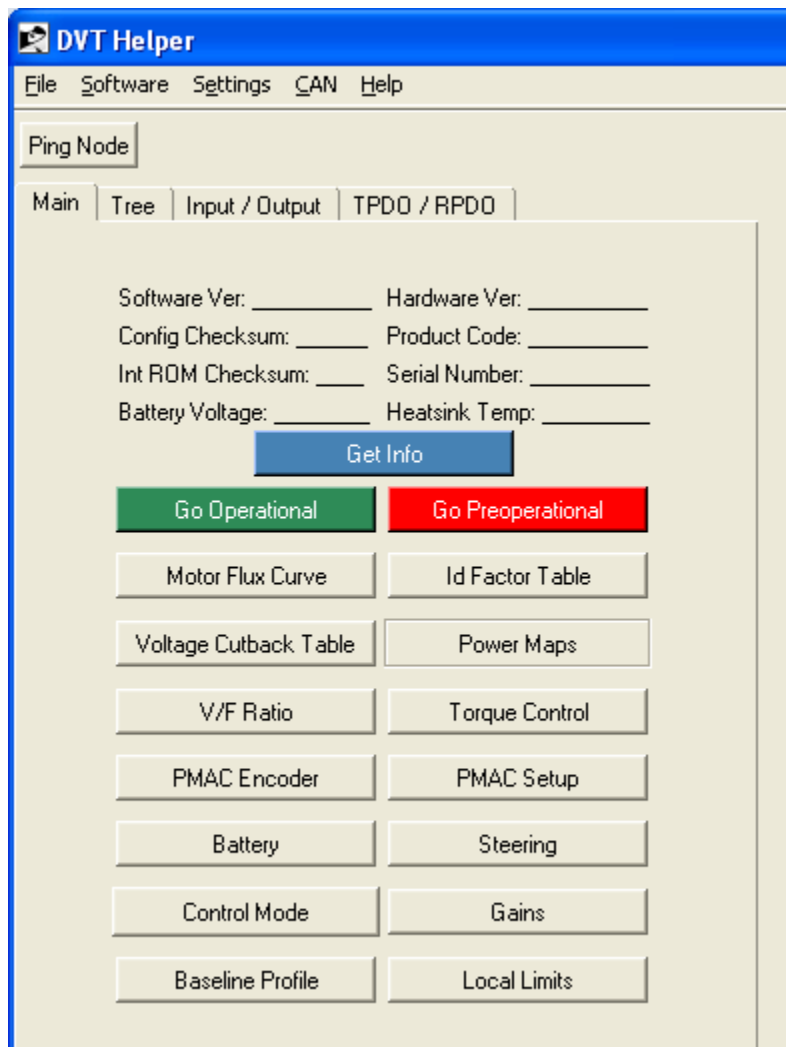 DVT Helper
File Software Settings CAN Help
Ping Node
Main Tree Input / Output TPDO / RPDO
Software Ver: Hardware Ver:
Config Checksum: Product Code:
Int ROM Checksum: Serial Number:
Battery Voltage: Heatsink Temp:
Get Info
Go Operational Go Preoperational
Motor Flux Curve Id Factor Table
Voltage Cutback Table Power Maps
V/F Ratio Torque Control
PMAC Encoder PMAC Setup
Battery Steering
Control Mode Gains
Baseline Profile Local Limits